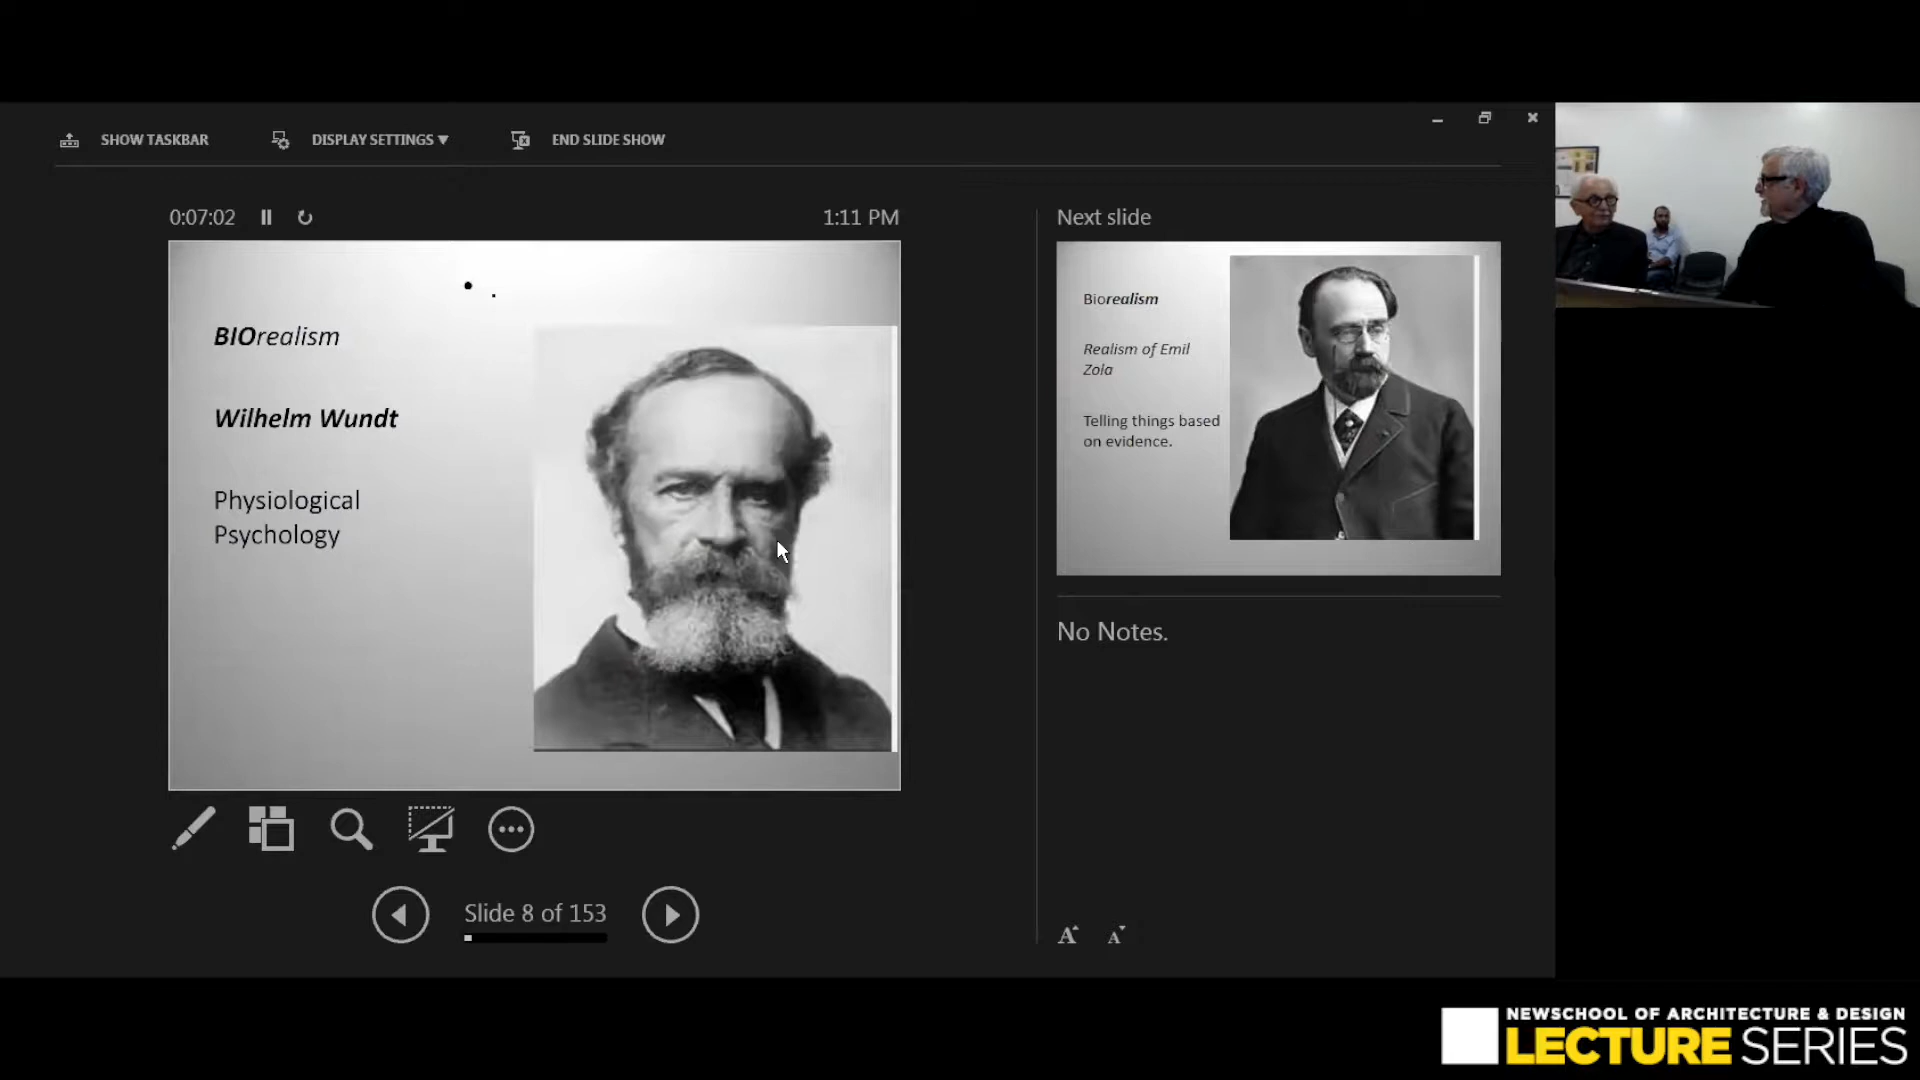 SHOW TASKBAR
DISPLAY SETTINGS ▼
END SLIDE SHOW
0:07:02
1:11 PM
BIOrealism
Wilhelm Wundt
Physiological
Psychology
Next slide
Biorealism
Realism of Emil
Zola
Telling things based
on evidence.
No Notes.
Slide 8 of 153
A A
NEWSCHOOL OF ARCHITECTURE & DESIGN
LECTURE SERIES